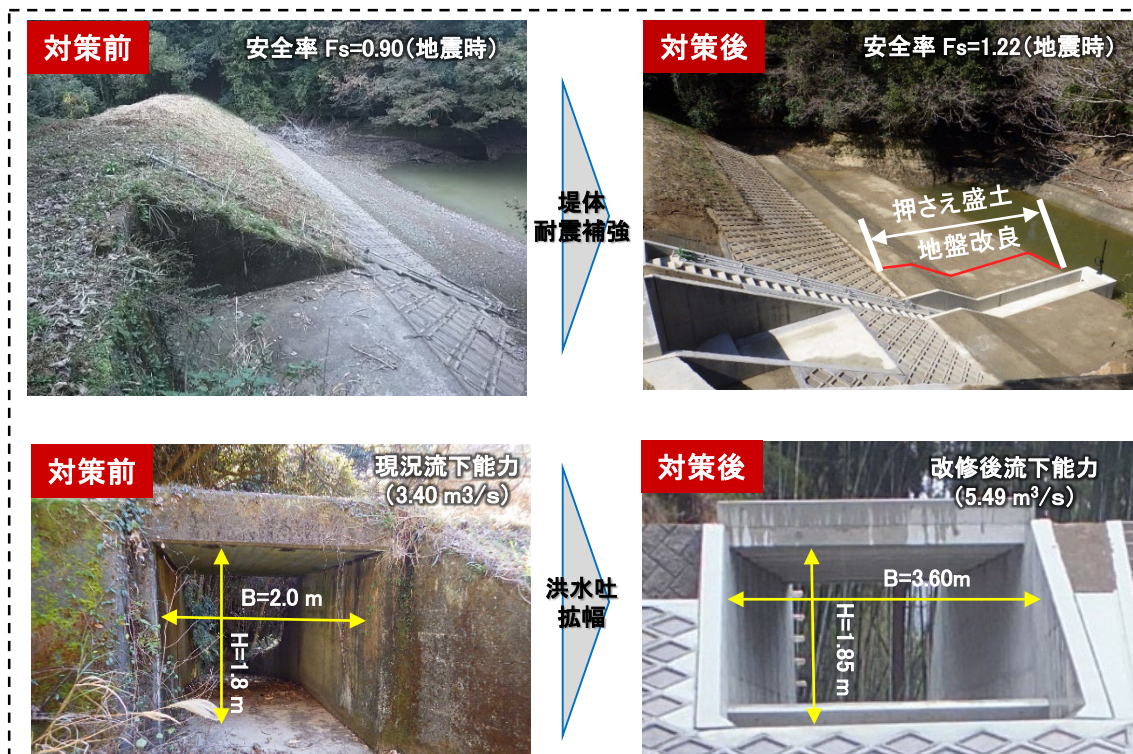 対策前
安全率 Fs=0.90(地震時)
堤体
耐震補強
対策後
安全率 Fs=1.22(地震時)
押さえ盛土
地盤改良
対策前
現況流下能力
(3.40 m3/s)
B=2.0 m
H=1.8 m
洪水吐
拡幅
対策後
改修後流下能力
(5.49 m³/s)
B=3.60m
H=1.85 m